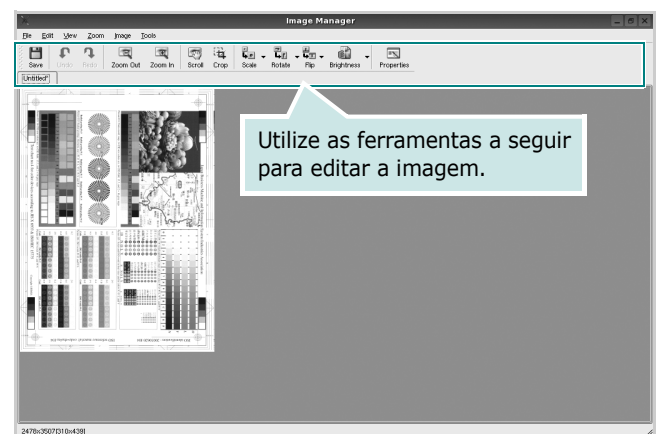 Image Manager
File Edit View Zoom Image Tools
Save Undo Redo Zoom Out Zoom In Scroll Crop Scale Rotate Flip Brightness Properties
Untitled*
Utilize as ferramentas a seguir
para editar a imagem.
2478x3507[310x439]